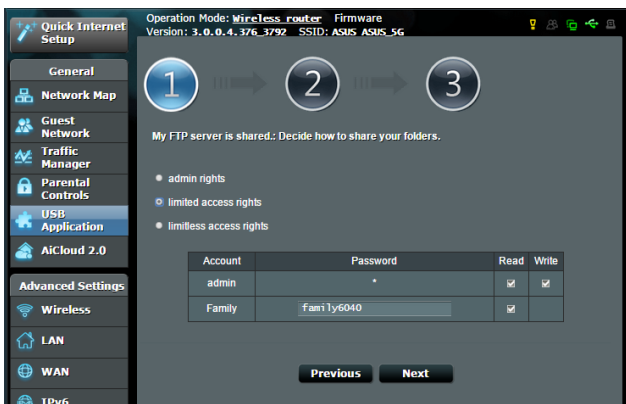 Quick Internet
Setup
Operation Mode: Wireless router Firmware
Version: 3.0.0.4.376_3792 SSID: ASUS ASUS_5G
General
Network Map
Guest
Network
Traffic
Manager
Parental
Controls
USB
Application
AiCloud 2.0
Advanced Settings
Wireless
LAN
WAN
IPv6
1 2 3
My FTP server is shared.: Decide how to share your folders.
admin rights
limited access rights
limitless access rights
Account Password Read Write
admin *
Family family6040
Previous Next